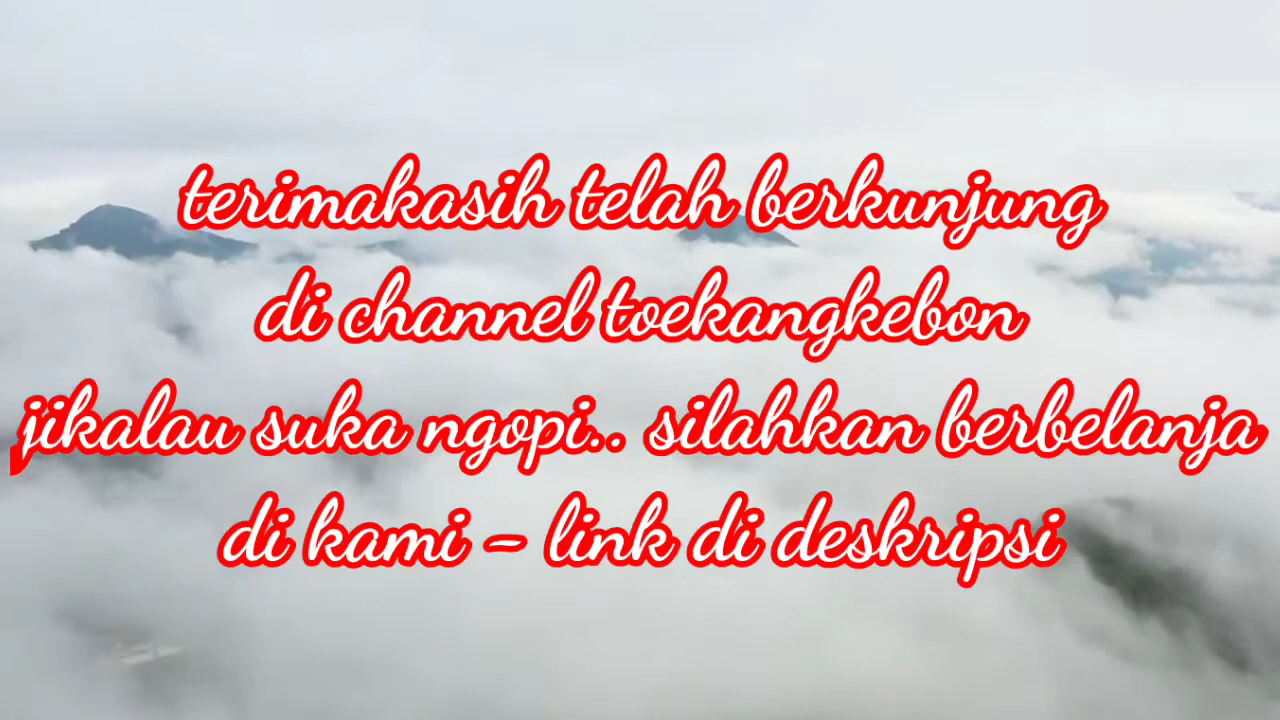 terimakasih telah berkunjung
di channel toekangkebon
jikalau suka ngopi.. silahkan berbelanja
di kami - link di deskripsi